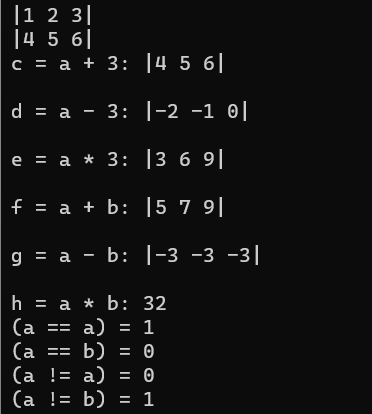 |1 2 3|
|4 5 6|
c = a + 3: |4 5 6|
d = a - 3: |-2 -1 0|
e = a * 3: |3 6 9|
f = a + b: |5 7 9|
g = a - b: |-3 -3 -3|
h = a * b: 32
(a == a) = 1
(a == b) = 0
(a != a) = 0
(a != b) = 1